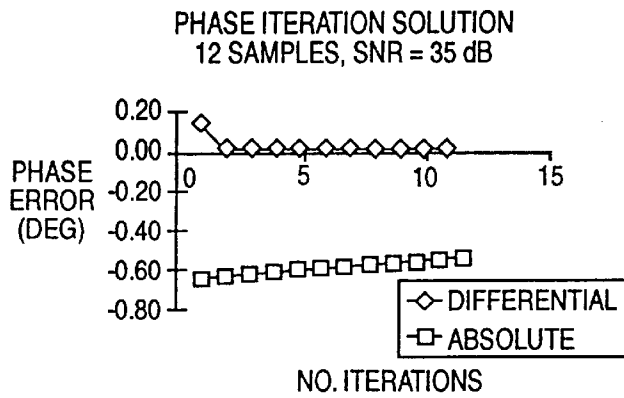 PHASE ITERATION SOLUTION
12 SAMPLES, SNR = 35 dB
0.20
0.00
-0.20
-0.40
-0.60
-0.80
PHASE
ERROR
(DEG)
0 5 10 15
DIFFERENTIAL
ABSOLUTE
NO. ITERATIONS